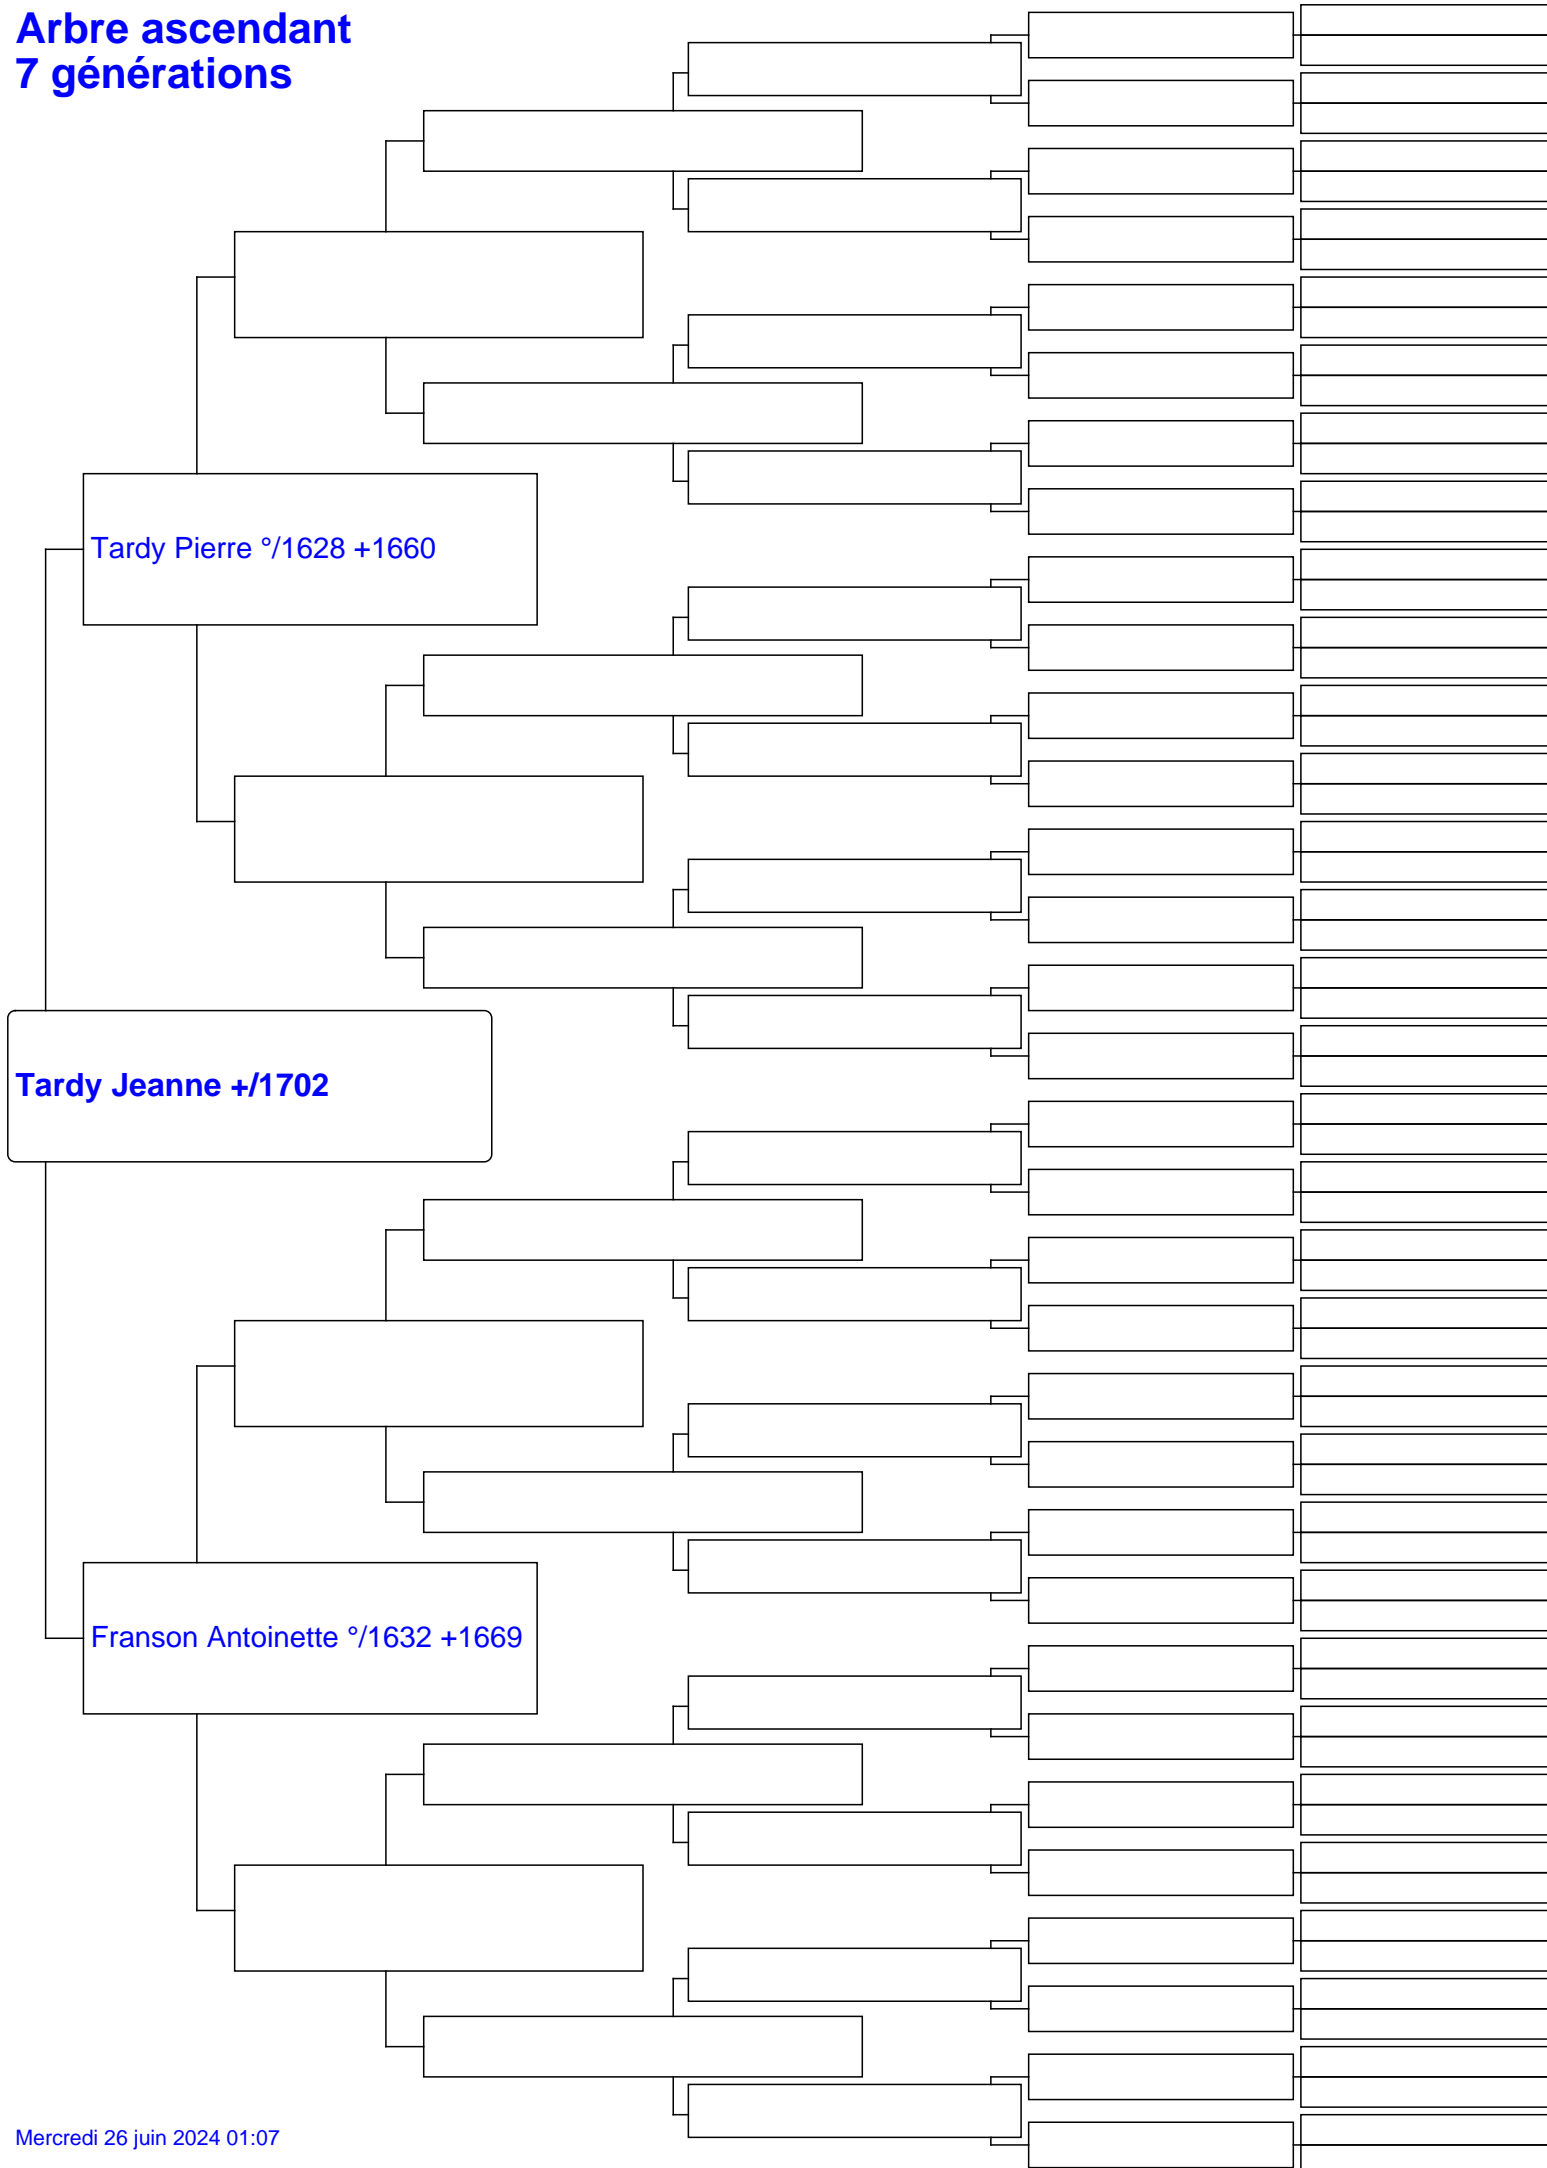 Arbre ascendant
7 générations
Tardy Pierre °/1628 +1660
Tardy Jeanne +/1702
Franson Antoinette °/1632 +1669
Mercredi 26 juin 2024 01:07